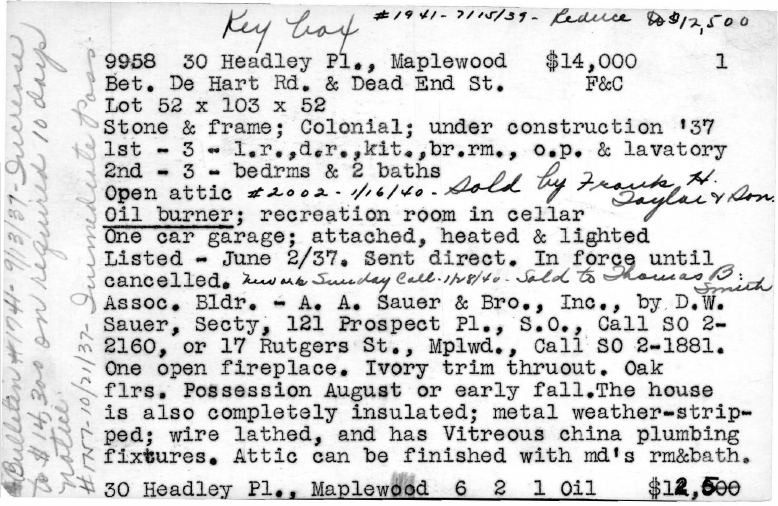 Key box #1941-7/15/39- Reduce to $12,500
9958 30 Headley Pl., Maplewood $14,000 1
Bet. De Hart Rd. & Dead End St. F&C
Lot 52 x 103 x 52
Stone & frame; Colonial; under construction '37
1st - 3 - l.r.,d.r.,kit.,br.rm., o.p. & lavatory
2nd - 3 - bedrms & 2 baths
Open attic #2002-1/16/40- Sold by Frank H.
Taylor & Son.
Oil burner; recreation room in cellar
One car garage; attached, heated & lighted
Listed - June 2/37. Sent direct. In force until
cancelled. Newark Sunday Call-1/28/40- Sold to Thomas B.
Smith
Assoc. Bldr. - A. A. Sauer & Bro., Inc., by D.W.
Sauer, Secty, 121 Prospect Pl., S.O., Call SO 2-
2160, or 17 Rutgers St., Mplwd., Call SO 2-1881.
One open fireplace. Ivory trim thruout. Oak
flrs. Possession August or early fall.The house
is also completely insulated; metal weather-strip-
ped; wire lathed, and has Vitreous china plumbing
fixtures. Attic can be finished with md's rm&bath.
30 Headley Pl., Maplewood 6 2 1 Oil $12,500
Bulletin #1741-9/13/37-Increase
to $14,300 on required 10 days
notice.
#1757-10/21/37- Immediate Poss.